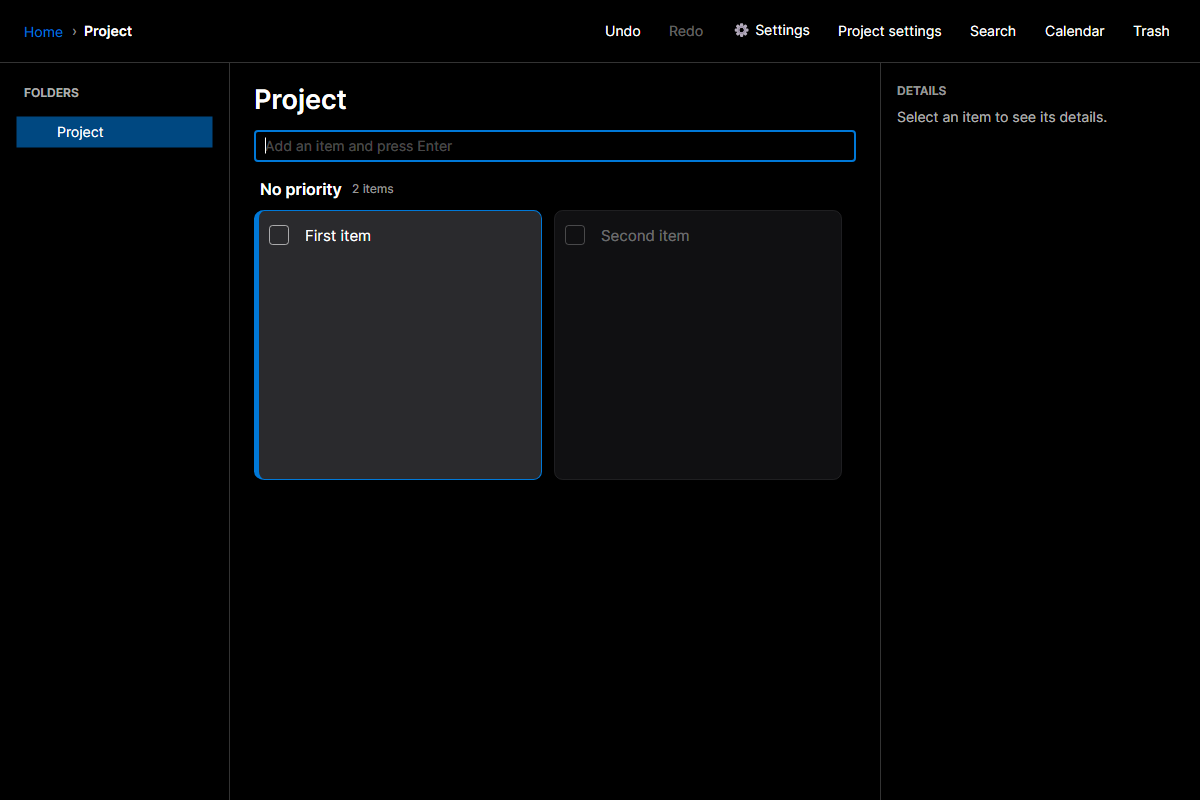 Home › Project
Undo Redo Settings Project settings Search Calendar Trash
FOLDERS
Project
Project
Add an item and press Enter
No priority 2 items
First item
Second item
DETAILS
Select an item to see its details.